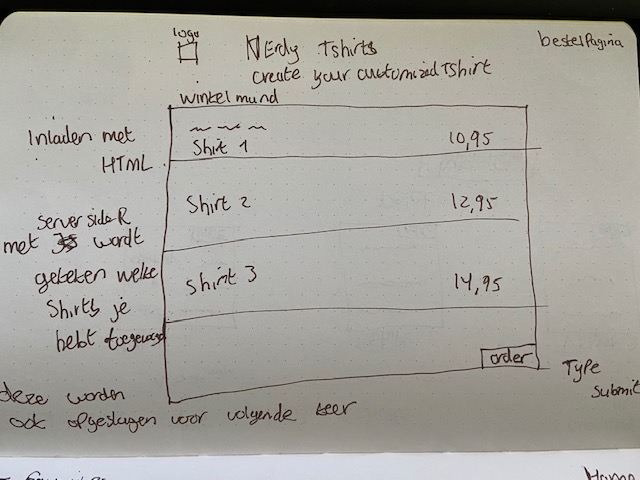 bestelpagina
logo
Nerdy Tshirts
create your customized Tshirt
winkelmund
Shirt 1 10,95
Shirt 2 12,95
Shirt 3 14,95
order
Type
submit
Inladen met
HTML.
server side
met JS wordt
gekeken welke
Shirts je
hebt
deze worden
ook opgeslagen voor volgende keer
Home